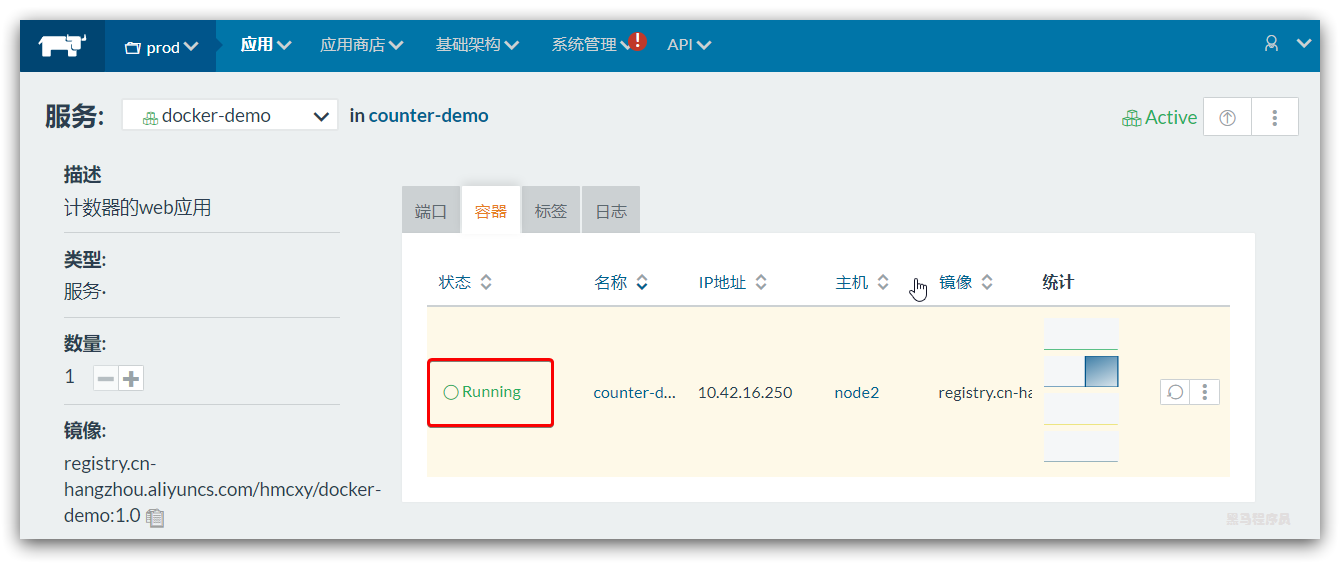 prod 应用 应用商店 基础架构 系统管理 ! API
服务: docker-demo in counter-demo
Active
描述
计数器的web应用
类型:
服务·
数量:
1
镜像:
registry.cn-
hangzhou.aliyuncs.com/hmcxy/docker-
demo:1.0
端口 容器 标签 日志
状态 名称 IP地址 主机 镜像 统计
Running counter-d... 10.42.16.250 node2 registry.cn-ha
黑马程序员